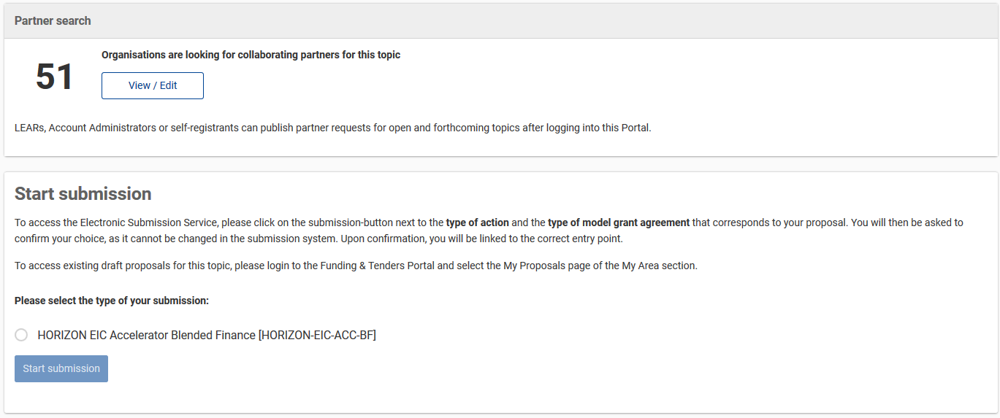 Partner search
51
Organisations are looking for collaborating partners for this topic
View / Edit
LEARs, Account Administrators or self-registrants can publish partner requests for open and forthcoming topics after logging into this Portal.
Start submission
To access the Electronic Submission Service, please click on the submission-button next to the type of action and the type of model grant agreement that corresponds to your proposal. You will then be asked to
confirm your choice, as it cannot be changed in the submission system. Upon confirmation, you will be linked to the correct entry point.
To access existing draft proposals for this topic, please login to the Funding & Tenders Portal and select the My Proposals page of the My Area section.
Please select the type of your submission:
HORIZON EIC Accelerator Blended Finance [HORIZON-EIC-ACC-BF]
Start submission